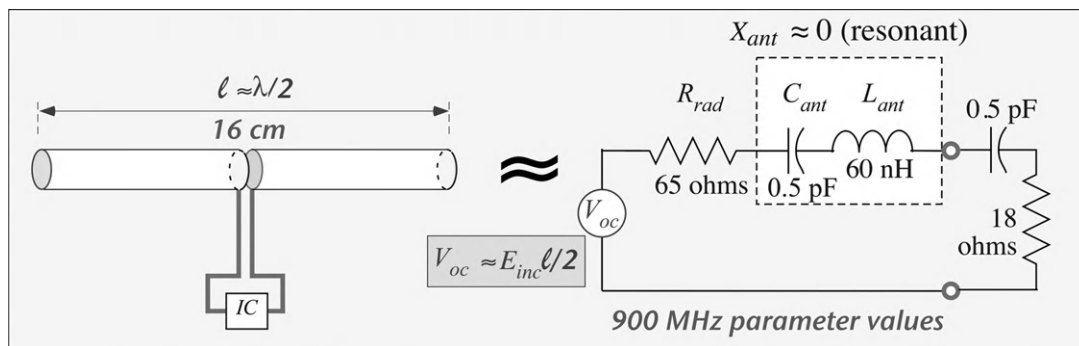 ℓ ≈λ/2
16 cm
IC
≈
V_oc ≈ E_inc ℓ/2
X_ant ≈ 0 (resonant)
R_rad
C_ant
L_ant
0.5 pF
65 ohms
0.5 pF
60 nH
V_oc
18
ohms
900 MHz parameter values